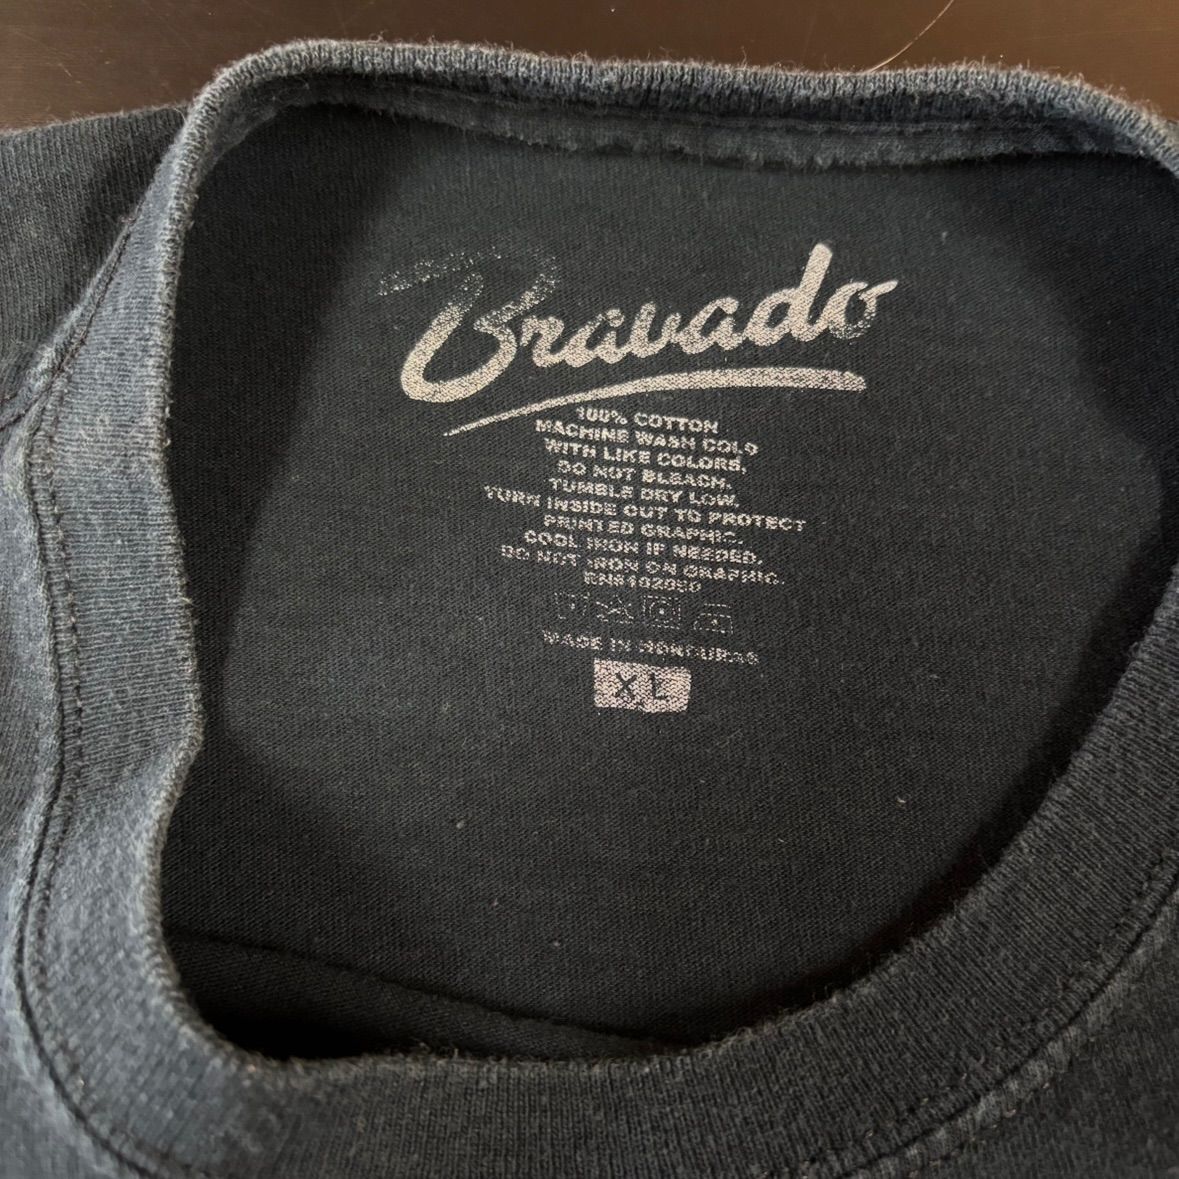 Bravado
100% COTTON
MACHINE WASH COLD
WITH LIKE COLORS,
DO NOT BLEACH,
TUMBLE DRY LOW,
TURN INSIDE OUT TO PROTECT
PRINTED GRAPHIC.
COOL IRON IF NEEDED,
DO NOT IRON ON GRAPHIC.
MADE IN HONDURAS
XL